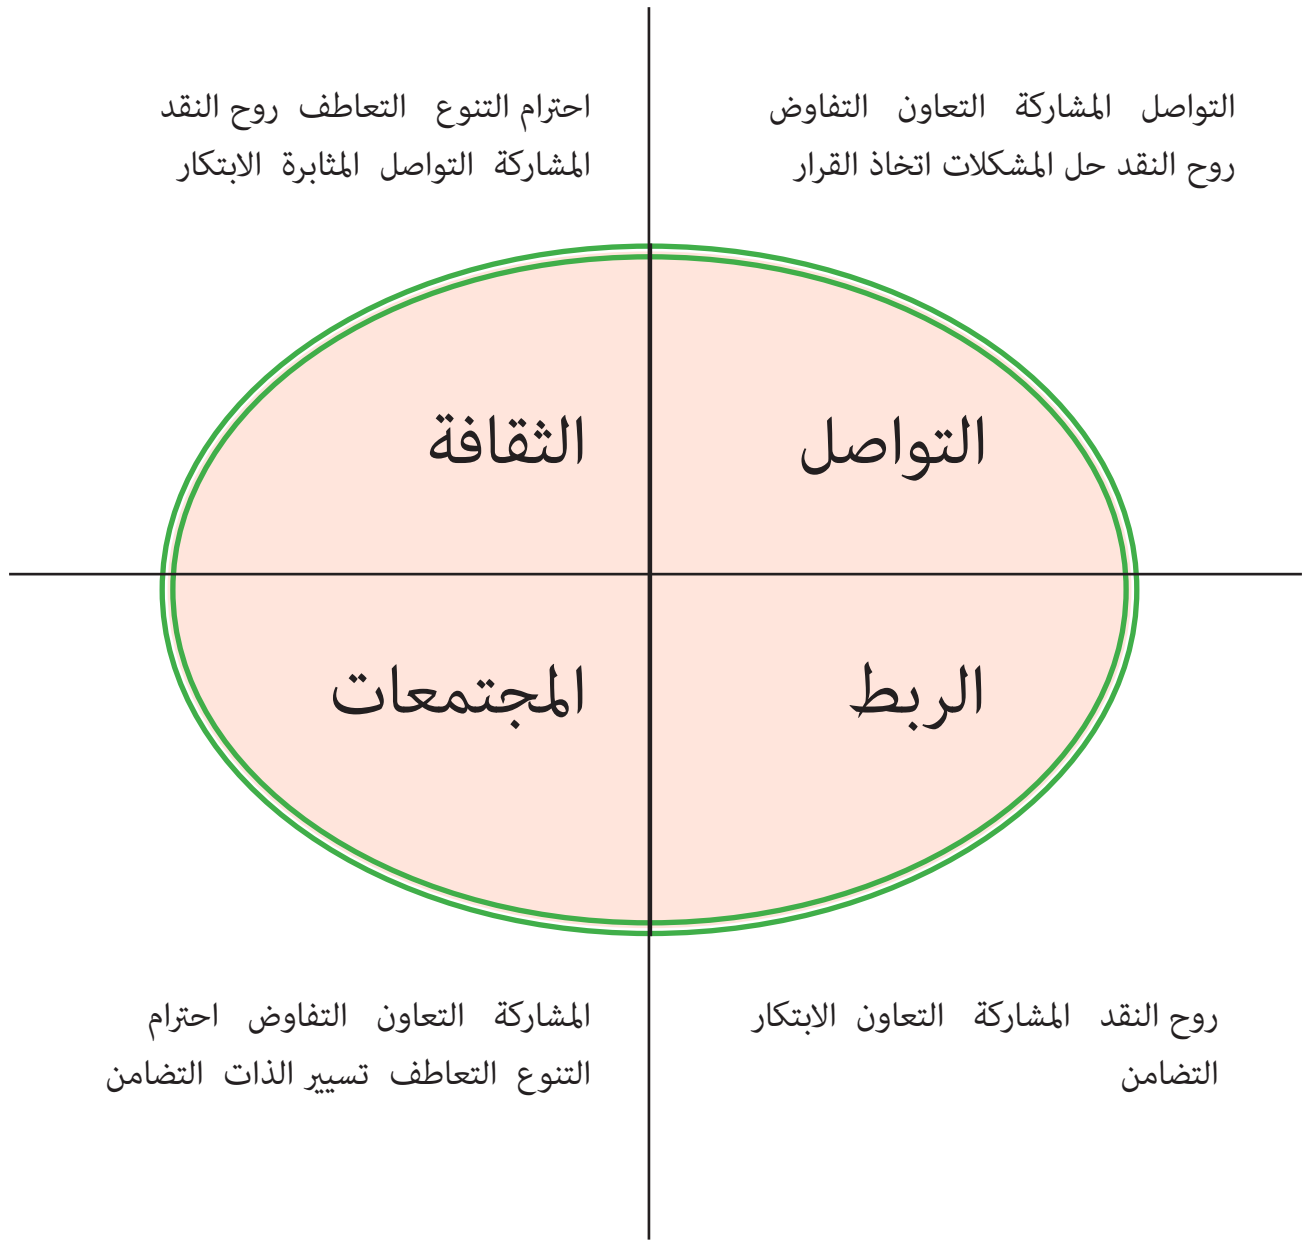 التواصل المشاركة التعاون التفاوض
روح النقد حل المشكلات اتخاذ القرار
احترام التنوع التعاطف روح النقد
المشاركة التواصل المثابرة الابتكار
التواصل
الثقافة
الربط
المجتمعات
روح النقد المشاركة التعاون الابتكار
التضامن
المشاركة التعاون التفاوض احترام
التنوع التعاطف تسيير الذات التضامن